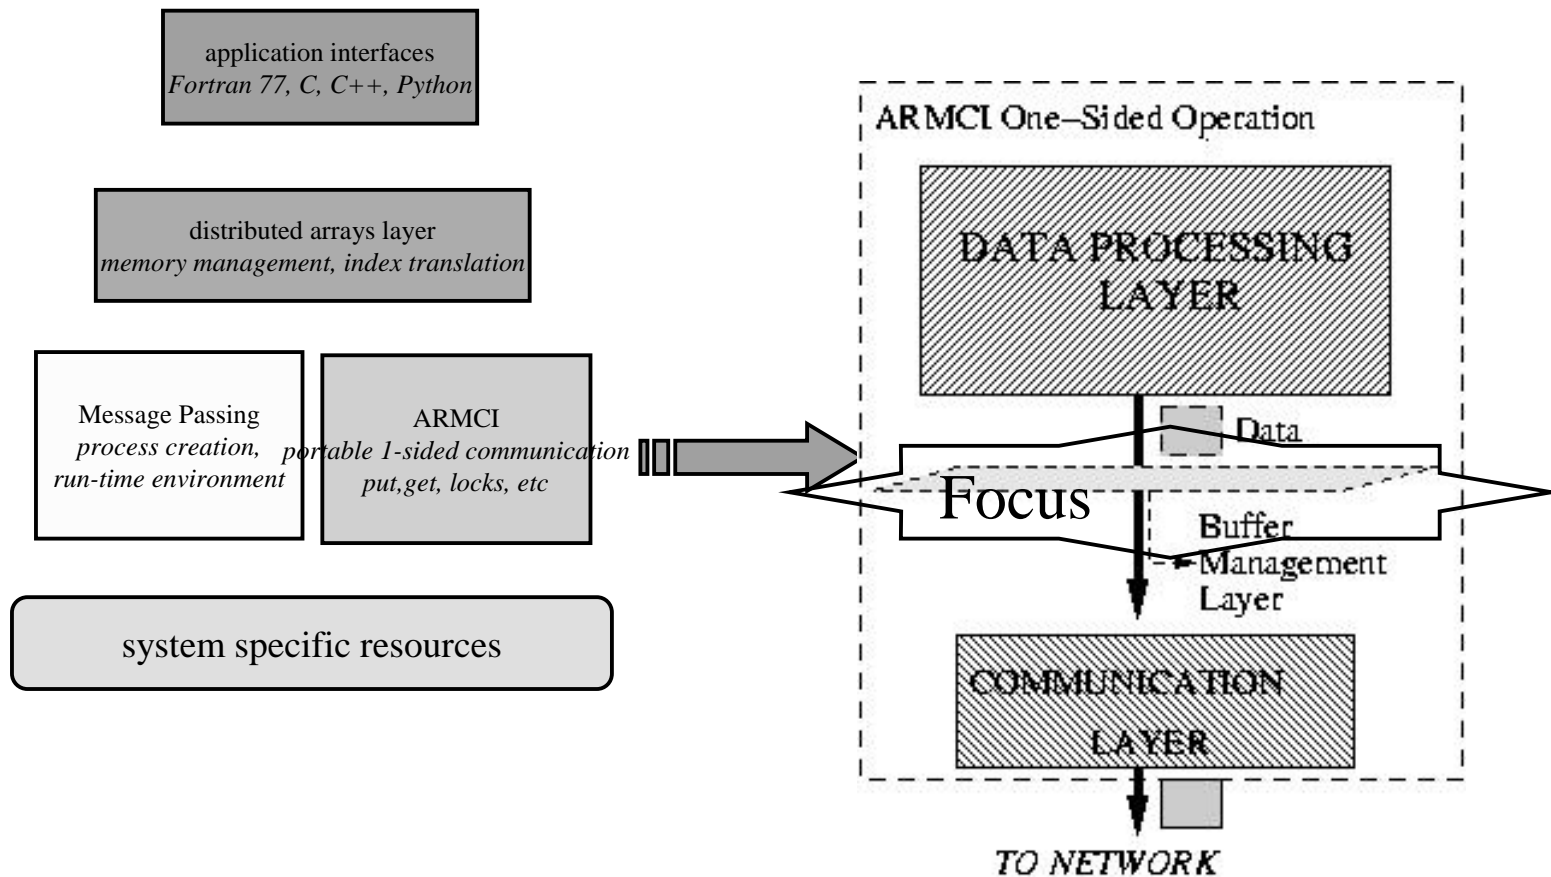 application interfaces
Fortran 77, C, C++, Python
distributed arrays layer
memory management, index translation
Message Passing
process creation,
run-time environment
ARMCI
portable 1-sided communication
put,get, locks, etc
system specific resources
ARMCI One–Sided Operation
DATA PROCESSING
LAYER
Data
Focus
Buffer
Management
Layer
COMMUNICATION
LAYER
TO NETWORK